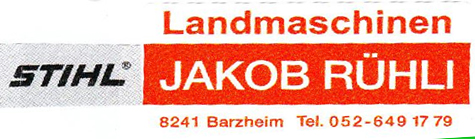 Landmaschinen
STIHL® JAKOB RÜHLI
8241 Barzheim Tel. 052-649 17 79